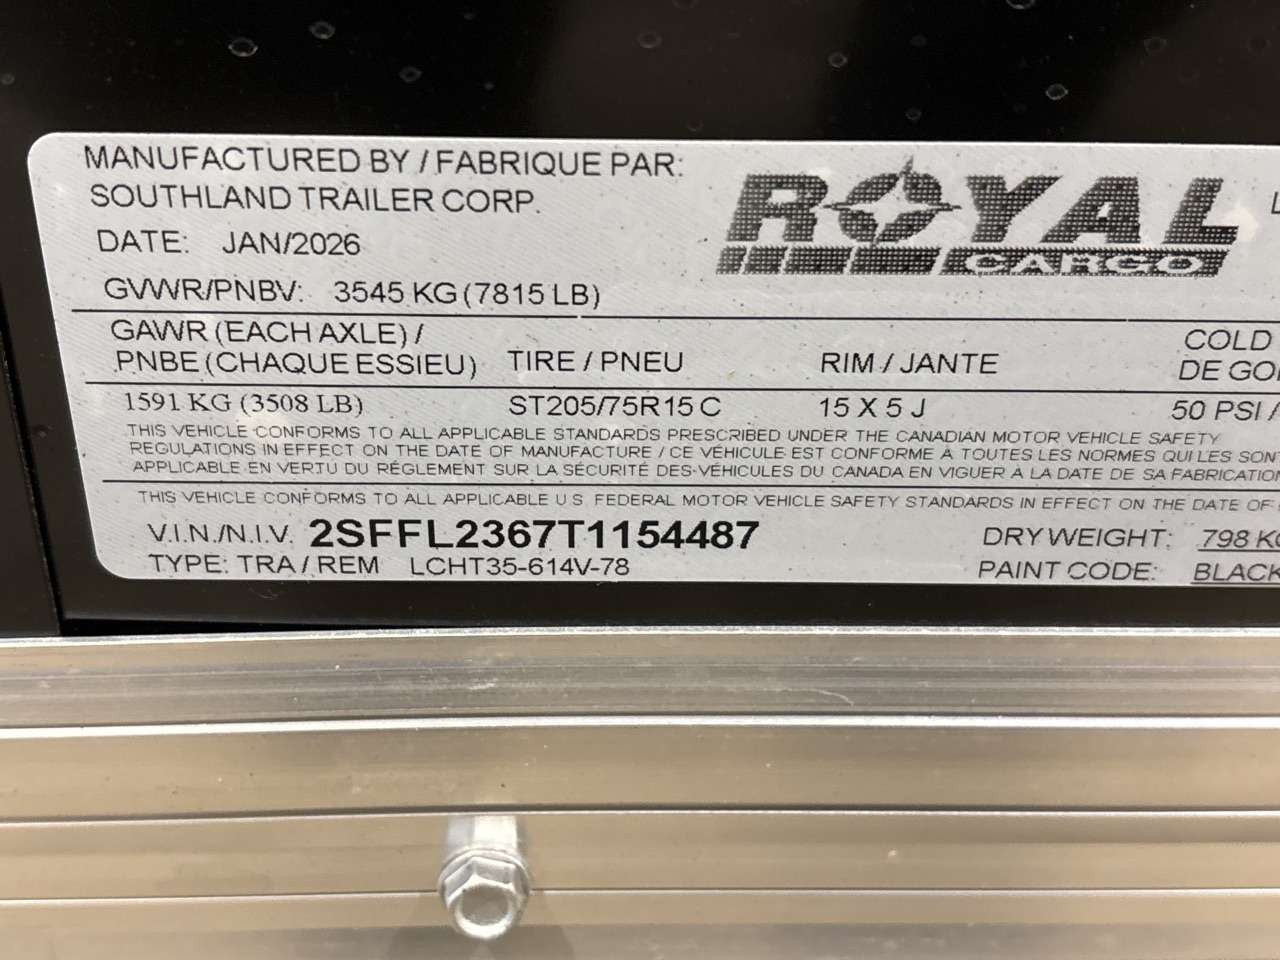 MANUFACTURED BY / FABRIQUE PAR:
SOUTHLAND TRAILER CORP.
DATE: JAN/2026
ROYAL
CARGO
GVWR/PNBV: 3545 KG (7815 LB)
GAWR (EACH AXLE) /
PNBE (CHAQUE ESSIEU) TIRE / PNEU RIM / JANTE COLD
DE
1591 KG (3508 LB) ST205/75R15 C 15 X 5 J 50 PSI /
THIS VEHICLE CONFORMS TO ALL APPLICABLE STANDARDS PRESCRIBED UNDER THE CANADIAN MOTOR VEHICLE SAFETY
REGULATIONS IN EFFECT ON THE DATE OF MANUFACTURE / CE VÉHICULE EST CONFORME À TOUTES LES NORMES QUI LES SONT
APPLICABLE EN VERTU DU RÉGLEMENT SUR LA SÉCURITÉ DES VÉHICULES DU CANADA EN VIGUER À LA DATE DE SA FABRICATION
THIS VEHICLE CONFORMS TO ALL APPLICABLE U S FEDERAL MOTOR VEHICLE SAFETY STANDARDS IN EFFECT ON THE DATE OF
V.I.N./N.I.V. 2SFFL2367T1154487 DRY WEIGHT: 798 KG
TYPE: TRA / REM LCHT35-614V-78 PAINT CODE: BLACK